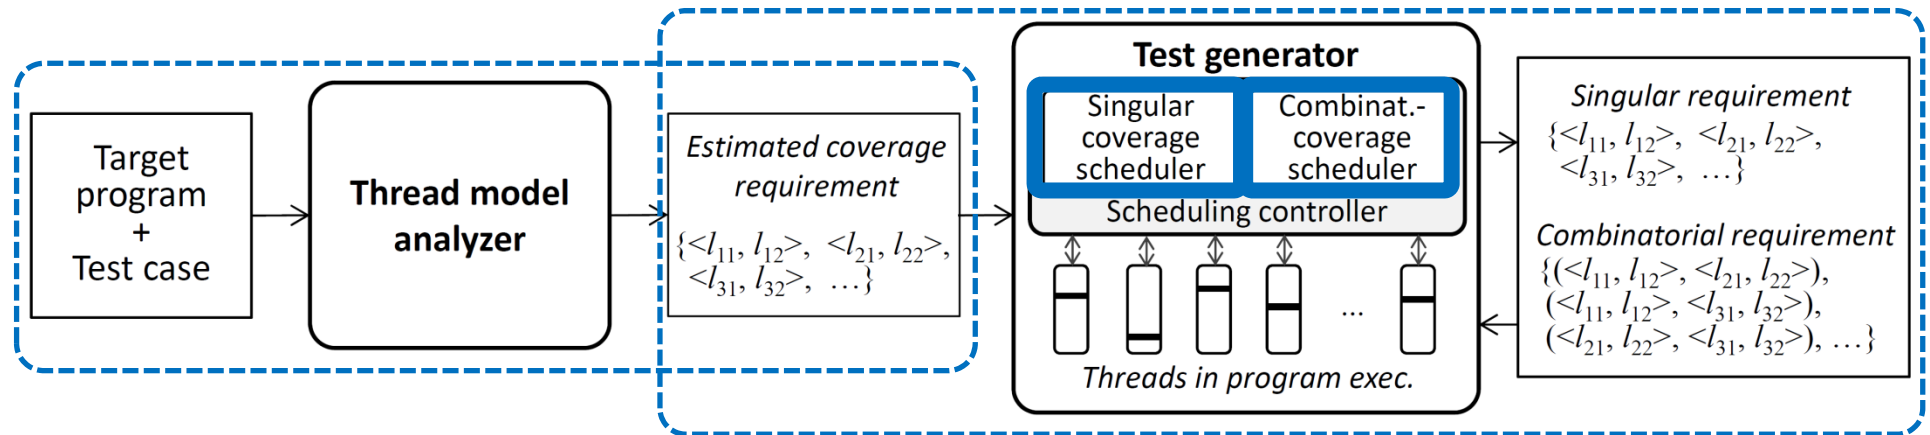 Target
program
+
Test case
Thread model
analyzer
Estimated coverage
requirement
{<l₁₁, l₁₂>, <l₂₁, l₂₂>,
<l₃₁, l₃₂>, ...}
Test generator
Singular
coverage
scheduler
Combinat.-
coverage
scheduler
Scheduling controller
...
Threads in program exec.
Singular requirement
{<l₁₁, l₁₂>, <l₂₁, l₂₂>,
<l₃₁, l₃₂>, ...}
Combinatorial requirement
{(<l₁₁, l₁₂>, <l₂₁, l₂₂>),
(<l₁₁, l₁₂>, <l₃₁, l₃₂>),
(<l₂₁, l₂₂>, <l₃₁, l₃₂>), ...}